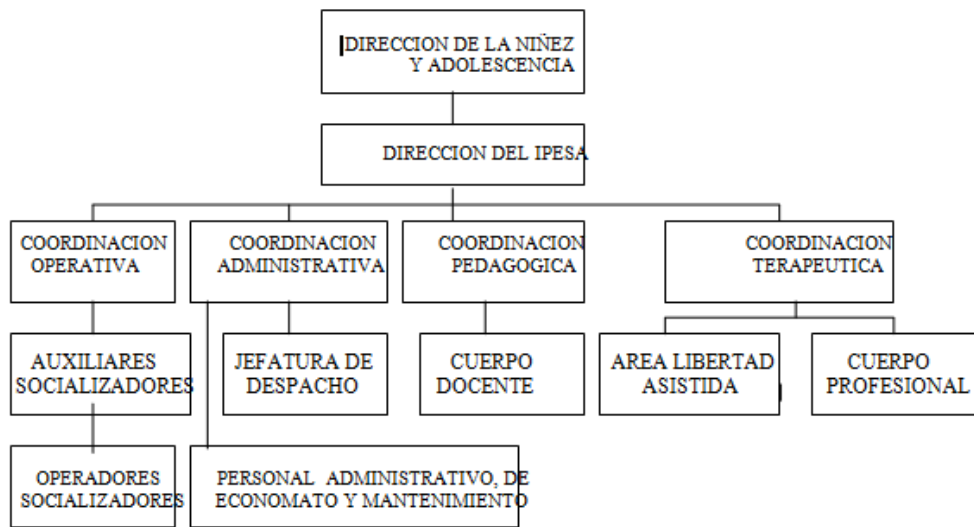 DIRECCION DE LA NIÑEZ
Y ADOLESCENCIA
DIRECCION DEL IPESA
COORDINACION
OPERATIVA
COORDINACION
ADMINISTRATIVA
COORDINACION
PEDAGOGICA
COORDINACION
TERAPEUTICA
AUXILIARES
SOCIALIZADORES
JEFATURA DE
DESPACHO
CUERPO
DOCENTE
AREA LIBERTAD
ASISTIDA
CUERPO
PROFESIONAL
OPERADORES
SOCIALIZADORES
PERSONAL ADMINISTRATIVO, DE
ECONOMATO Y MANTENIMIENTO